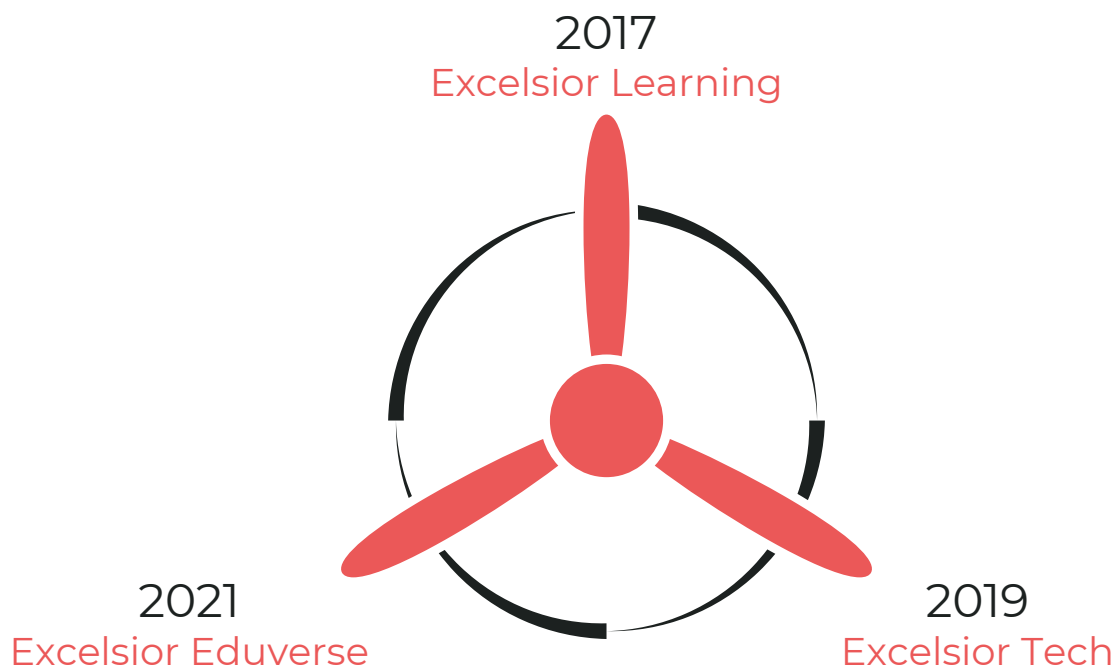 2017
Excelsior Learning
2021
Excelsior Eduverse
2019
Excelsior Tech